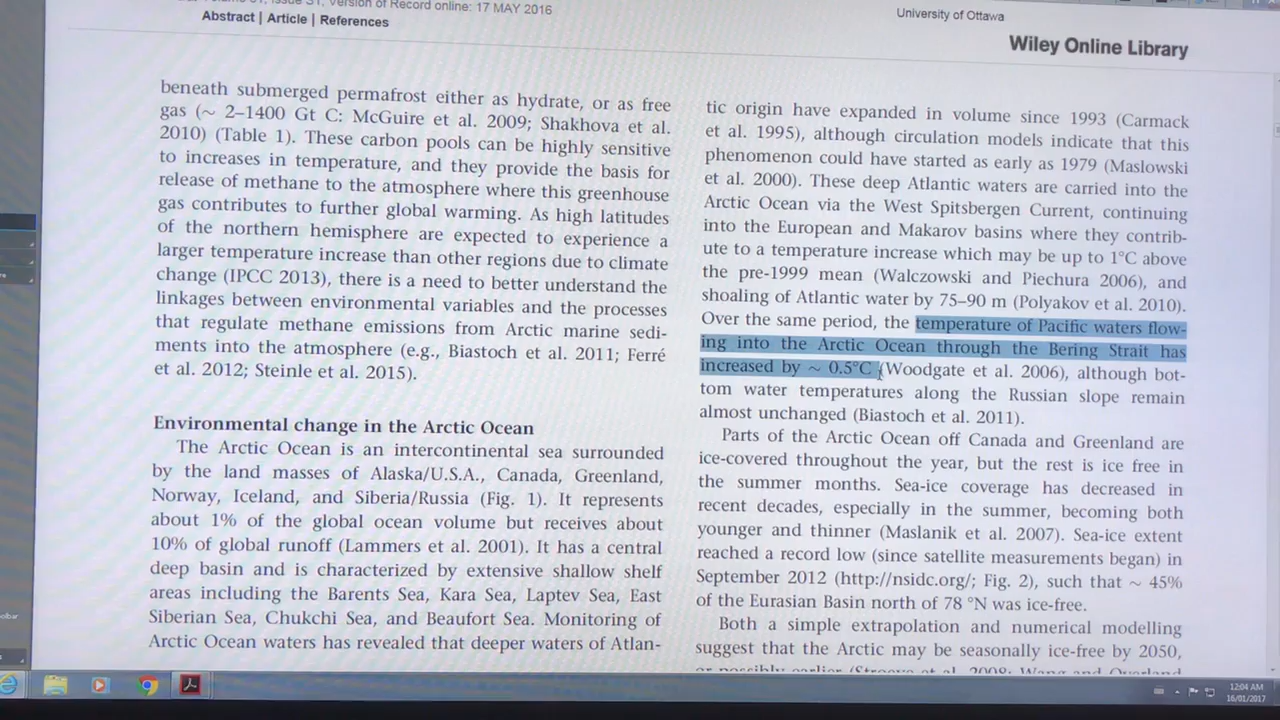 Version of Record online: 17 MAY 2016
Abstract | Article | References
University of Ottawa
Wiley Online Library
beneath submerged permafrost either as hydrate, or as free
gas (~ 2–1400 Gt C: McGuire et al. 2009; Shakhova et al.
2010) (Table 1). These carbon pools can be highly sensitive
to increases in temperature, and they provide the basis for
release of methane to the atmosphere where this greenhouse
gas contributes to further global warming. As high latitudes
of the northern hemisphere are expected to experience a
larger temperature increase than other regions due to climate
change (IPCC 2013), there is a need to better understand the
linkages between environmental variables and the processes
that regulate methane emissions from Arctic marine sedi-
ments into the atmosphere (e.g., Biastoch et al. 2011; Ferré
et al. 2012; Steinle et al. 2015).
Environmental change in the Arctic Ocean
The Arctic Ocean is an intercontinental sea surrounded
by the land masses of Alaska/U.S.A., Canada, Greenland,
Norway, Iceland, and Siberia/Russia (Fig. 1). It represents
about 1% of the global ocean volume but receives about
10% of global runoff (Lammers et al. 2001). It has a central
deep basin and is characterized by extensive shallow shelf
areas including the Barents Sea, Kara Sea, Laptev Sea, East
Siberian Sea, Chukchi Sea, and Beaufort Sea. Monitoring of
Arctic Ocean waters has revealed that deeper waters of Atlan-
tic origin have expanded in volume since 1993 (Carmack
et al. 1995), although circulation models indicate that this
phenomenon could have started as early as 1979 (Maslowski
et al. 2000). These deep Atlantic waters are carried into the
Arctic Ocean via the West Spitsbergen Current, continuing
into the European and Makarov basins where they contrib-
ute to a temperature increase which may be up to 1°C above
the pre-1999 mean (Walczowski and Piechura 2006), and
shoaling of Atlantic water by 75–90 m (Polyakov et al. 2010).
Over the same period, the temperature of Pacific waters flow-
ing into the Arctic Ocean through the Bering Strait has
increased by ~ 0.5°C (Woodgate et al. 2006), although bot-
tom water temperatures along the Russian slope remain
almost unchanged (Biastoch et al. 2011).
Parts of the Arctic Ocean off Canada and Greenland are
ice-covered throughout the year, but the rest is ice free in
the summer months. Sea-ice coverage has decreased in
recent decades, especially in the summer, becoming both
younger and thinner (Maslanik et al. 2007). Sea-ice extent
reached a record low (since satellite measurements began) in
September 2012 (http://nsidc.org/; Fig. 2), such that ~ 45%
of the Eurasian Basin north of 78 °N was ice-free.
Both a simple extrapolation and numerical modelling
suggest that the Arctic may be seasonally ice-free by 2050,
12:04 AM
16/01/2017